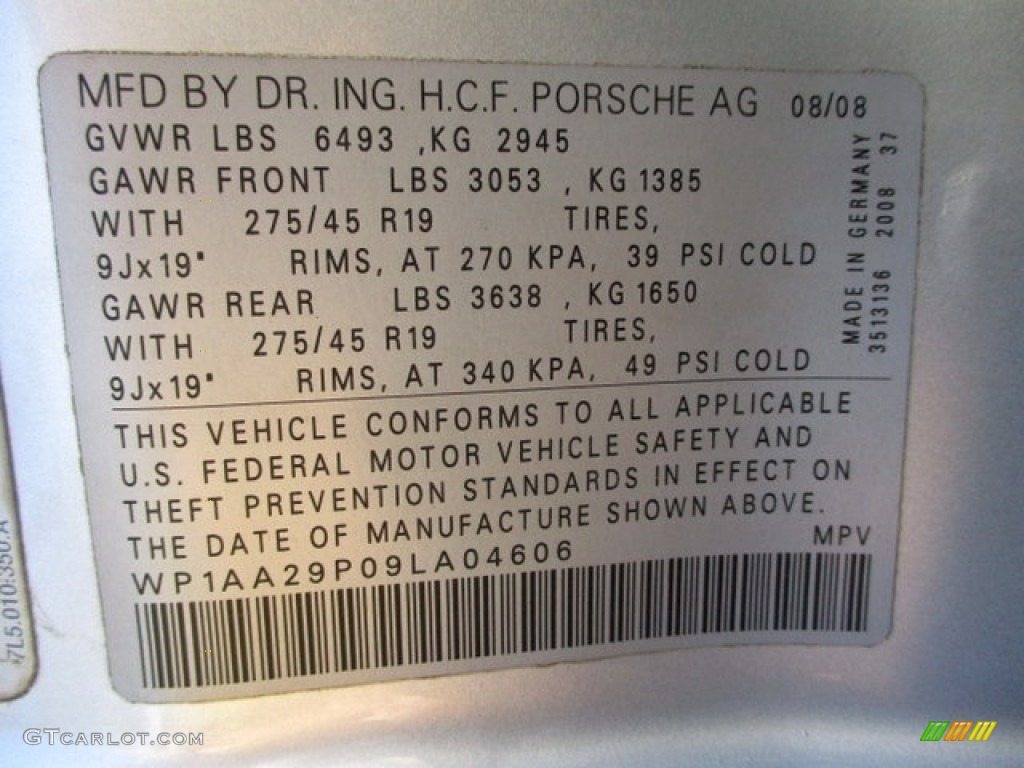 MFD BY DR. ING. H.C.F. PORSCHE AG 08/08
GVWR LBS 6493 ,KG 2945
GAWR FRONT LBS 3053 , KG 1385
WITH 275/45 R19 TIRES,
9Jx19" RIMS, AT 270 KPA, 39 PSI COLD
GAWR REAR LBS 3638 , KG 1650
WITH 275/45 R19 TIRES,
9Jx19" RIMS, AT 340 KPA, 49 PSI COLD
MADE IN GERMANY
3513136 2008 37
THIS VEHICLE CONFORMS TO ALL APPLICABLE
U.S. FEDERAL MOTOR VEHICLE SAFETY AND
THEFT PREVENTION STANDARDS IN EFFECT ON
THE DATE OF MANUFACTURE SHOWN ABOVE.
WP1AA29P09LA04606 MPV
7L5.010.350.A
GTCARLOT.COM